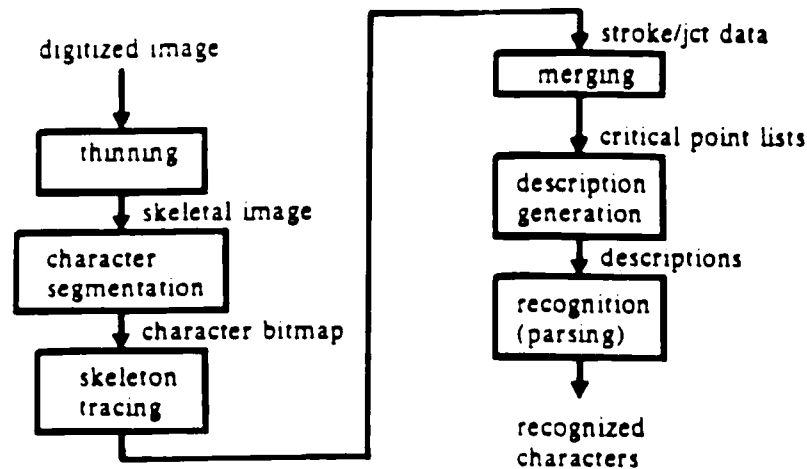 digitized image
thinning
skeletal image
character
segmentation
character bitmap
skeleton
tracing
stroke/jct data
merging
critical point lists
description
generation
descriptions
recognition
(parsing)
recognized
characters